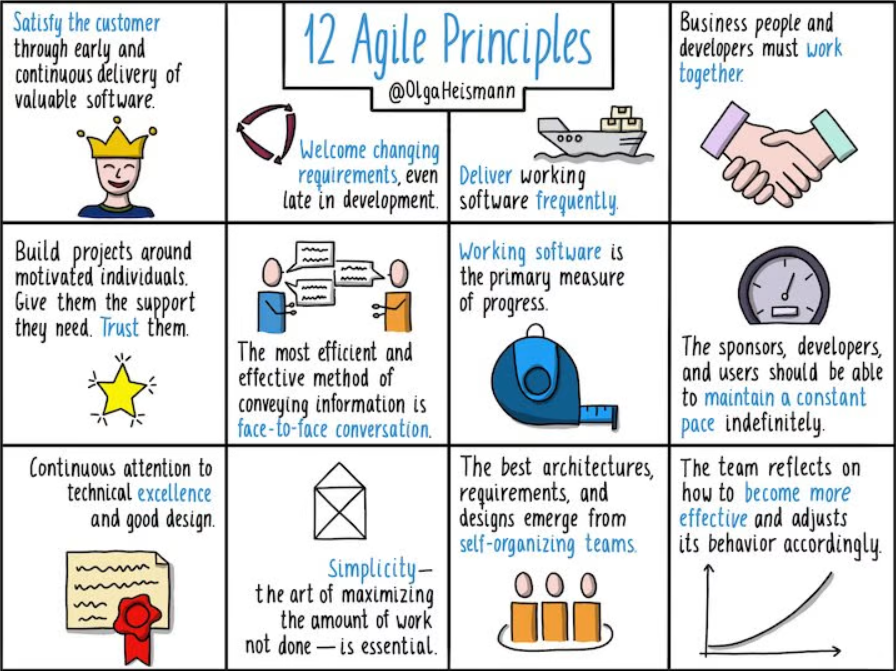 12 Agile Principles
@OlgaHeismann
Satisfy the customer
through early and
continuous delivery of
valuable software.
Welcome changing
requirements, even
late in development.
Deliver working
software frequently.
Business people and
developers must work
together.
Build projects around
motivated individuals.
Give them the support
they need. Trust them.
The most efficient and
effective method of
conveying information is
face-to-face conversation.
Working software is
the primary measure
of progress.
The sponsors, developers,
and users should be able
to maintain a constant
pace indefinitely.
Continuous attention to
technical excellence
and good design.
Simplicity—
the art of maximizing
the amount of work
not done — is essential.
The best architectures,
requirements, and
designs emerge from
self-organizing teams.
The team reflects on
how to become more
effective and adjusts
its behavior accordingly.